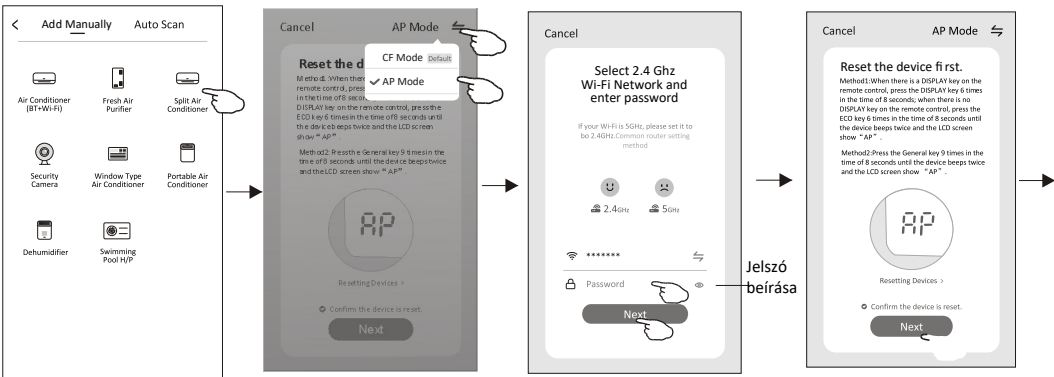 Add Manually Auto Scan
Air Conditioner
(BT+Wi-Fi)
Fresh Air
Purifier
Split Air
Conditioner
Security
Camera
Window Type
Air Conditioner
Portable Air
Conditioner
Dehumidifier
Swimming
Pool H/P
Cancel AP Mode
CF Mode Default
AP Mode
Reset the d
Method1:When there
remote control, press
in the time of 8 secon
DISPLAY key on the remote control, press the
ECO key 6 times in the time of 8 seconds until
the device beeps twice and the LCD screen
show “AP”.
Method2: Press the General key 9 times in the
time of 8 seconds until the device beeps twice
and the LCD screen show “AP”.
AP
Resetting Devices >
Confirm the device is reset.
Next
Cancel
Select 2.4 Ghz
Wi-Fi Network and
enter password
If your Wi-Fi is 5GHz, please set it to
bo 2.4GHz.Common router setting
method
2.4GHz 5GHz
*******
Password
Next
Jelszó
beírása
Cancel AP Mode
Reset the device first.
Method1:When there is a DISPLAY key on the
remote control, press the DISPLAY key 6 times
in the time of 8 seconds; when there is no
DISPLAY key on the remote control, press the
ECO key 6 times in the time of 8 seconds until
the device beeps twice and the LCD screen
show “AP”.
Method2:Press the General key 9 times in the
time of 8 seconds until the device beeps twice
and the LCD screen show “AP”.
AP
Resetting Devices >
Confirm the device is reset.
Next